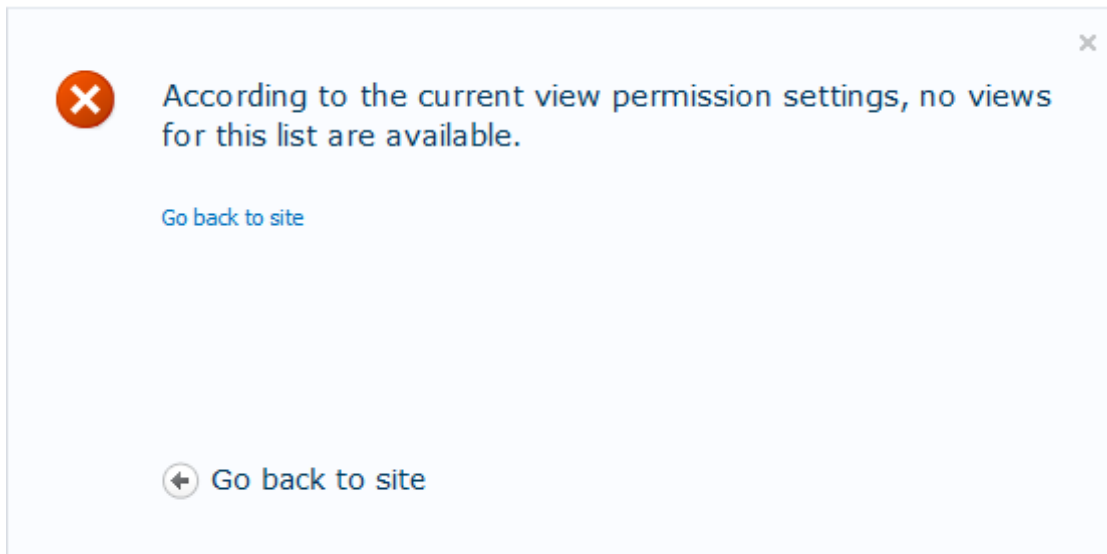 According to the current view permission settings, no views
for this list are available.
Go back to site
Go back to site